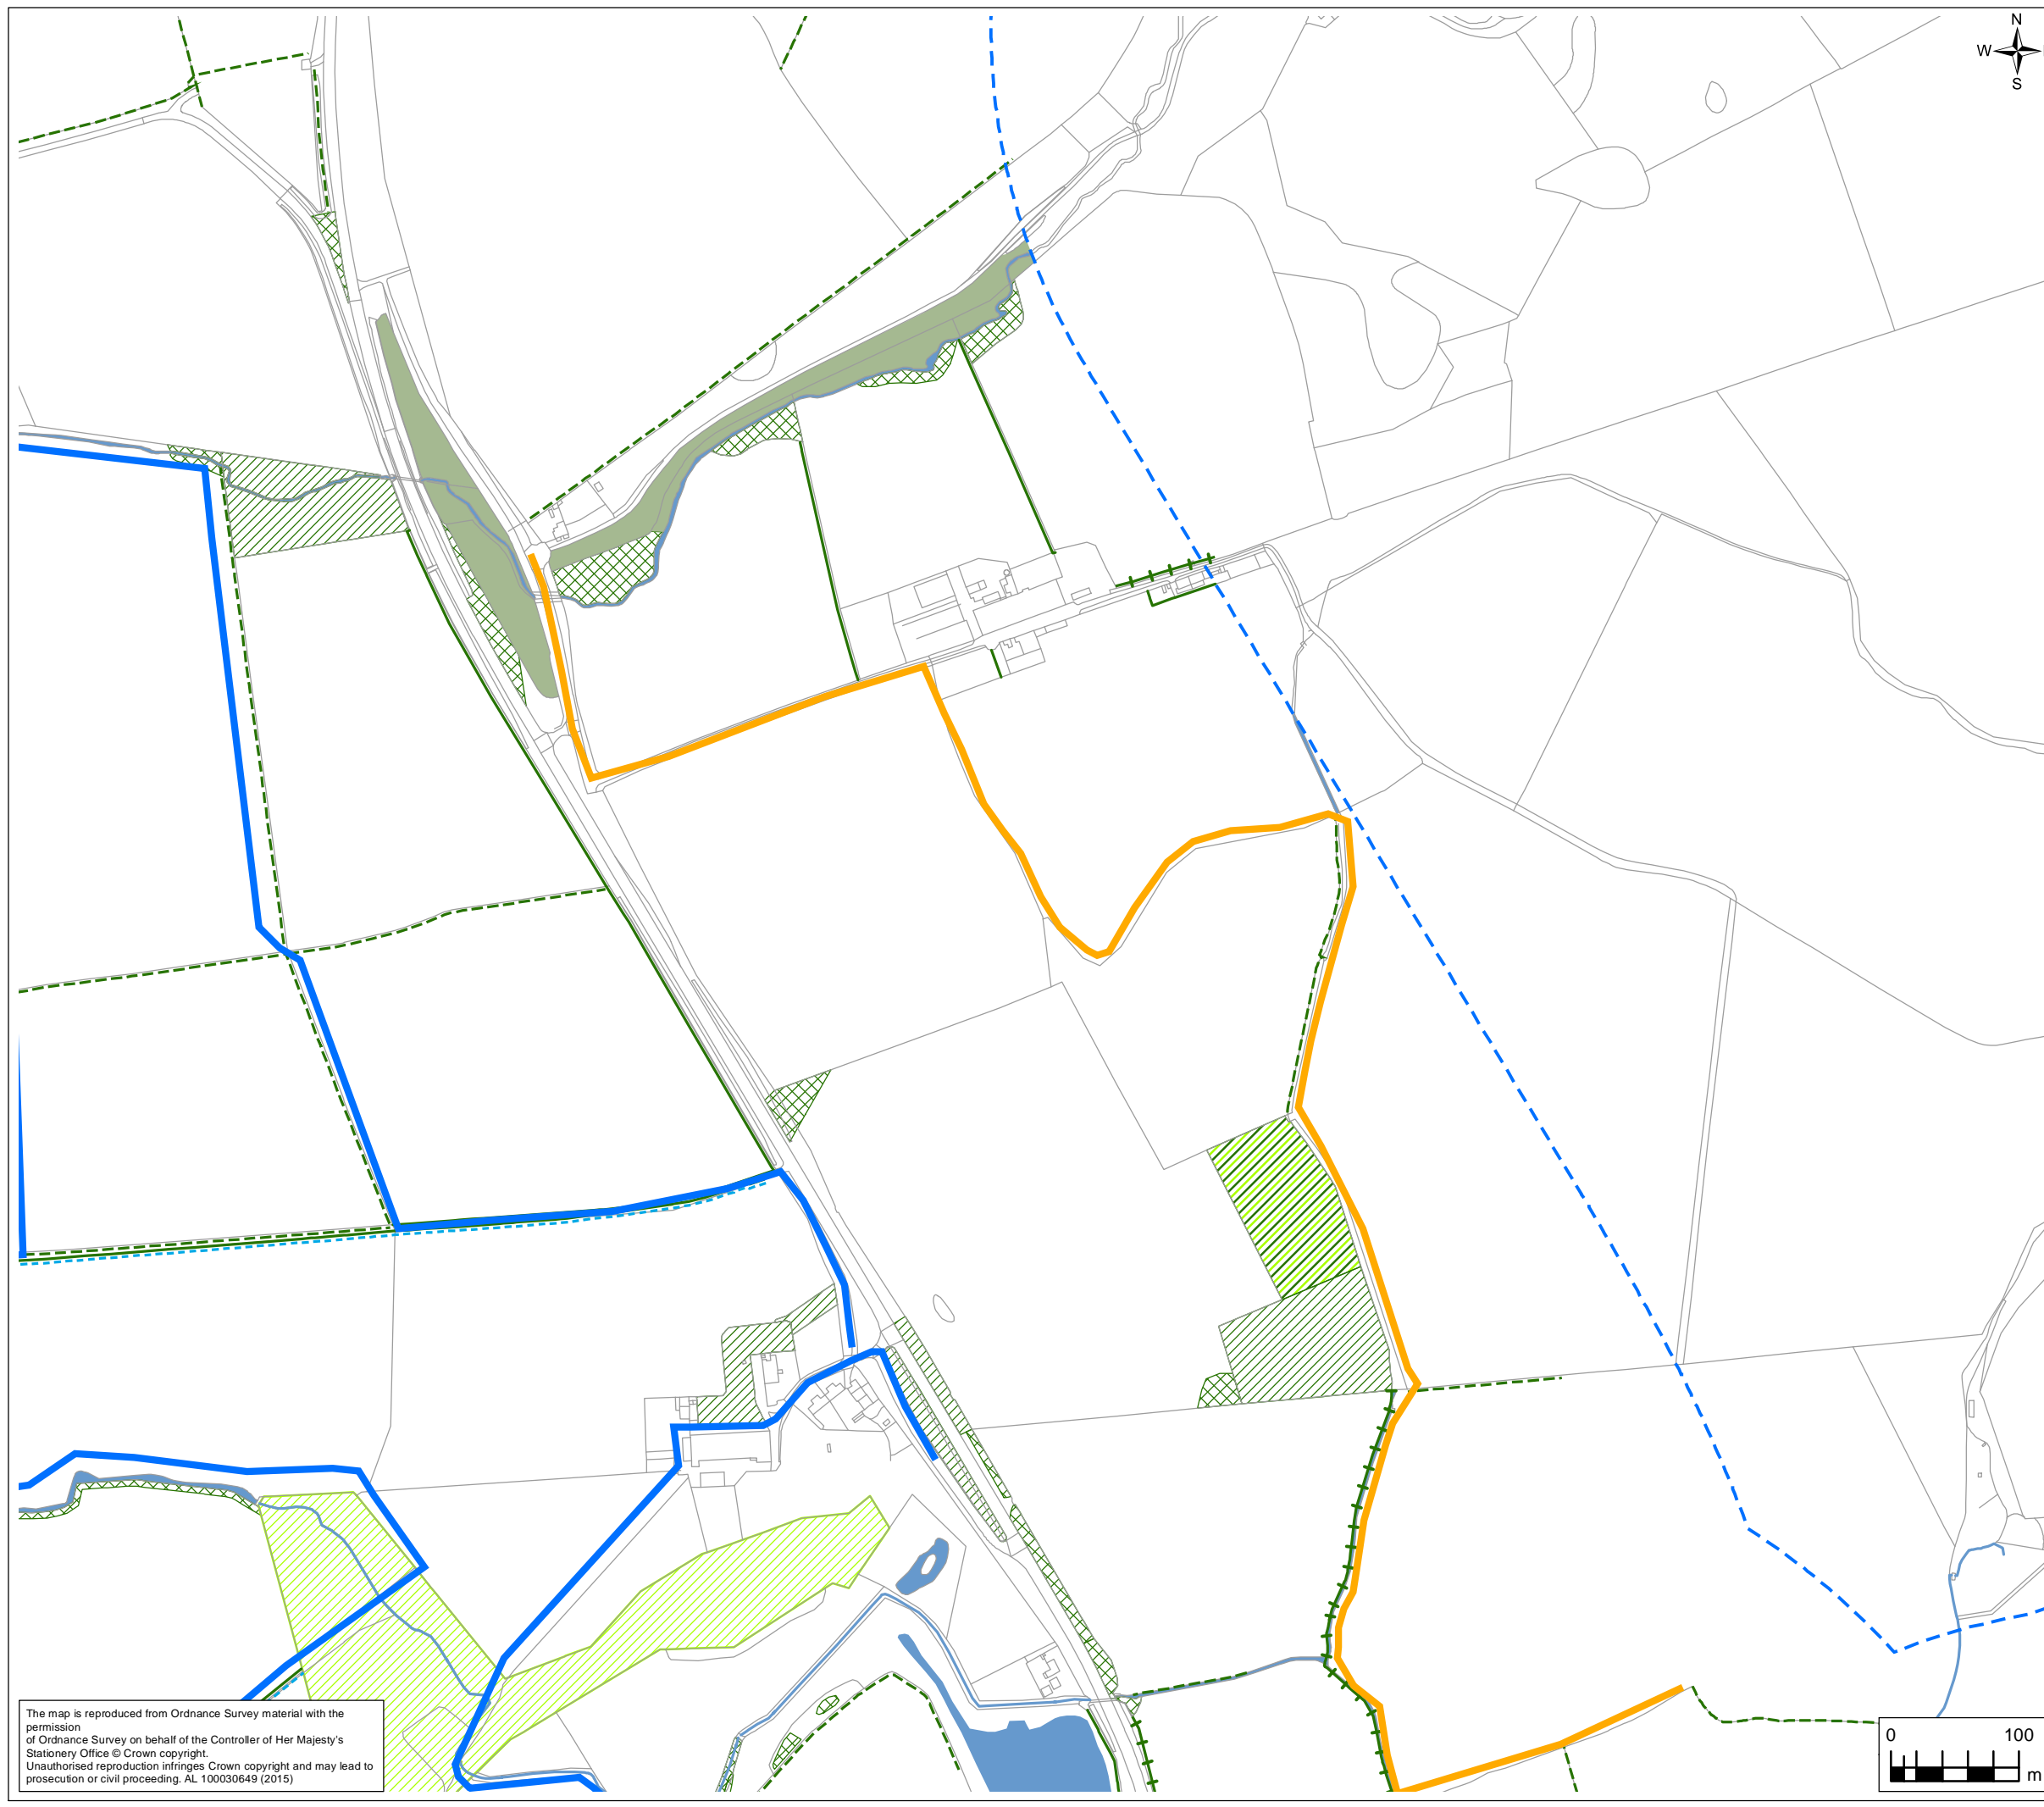 N
W
S
The map is reproduced from Ordnance Survey material with the
permission
of Ordnance Survey on behalf of the Controller of Her Majesty's
Stationery Office © Crown copyright.
Unauthorised reproduction infringes Crown copyright and may lead to
prosecution or civil proceeding. AL 100030649 (2015)
0 100
m